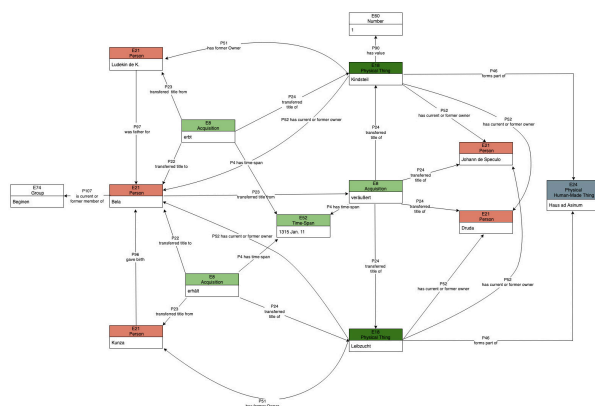 E60
Number
1
P90
has value
P51
has former Owner
E21
Person
Ludekin de K.
E18
Physical Thing
Kindsteil
P46
forms part of
P23
transferred title from
P24
transferred
title of
P52 has current or former owner
P52
has current or former owner
P52
has current or former owner
P97
was father for
E8
Acquisition
erbt
P24
transferred
title of
E21
Person
Johann de Speculo
P22
transferred title to
P4 has time-span
P24
transferred
title of
E74
Group
Beginen
P107
is current or
former member of
E21
Person
Bela
P23
transferred title from
E8
Acquisition
veräußert
E24
Physical
Human-Made Thing
Haus ad Asinum
P4 has time-span
P24
transferred
title of
E52
Time-Span
1315 Jan. 11
E21
Person
Druda
P22
transferred title to
P52 has current or former owner
P96
gave birth
P4 has time-span
P24
transferred
title of
P52
has current or former owner
P52
has current or former owner
E8
Acquisition
erhält
P23
transferred title from
P24
transferred
title of
E21
Person
Kunza
E18
Physical Thing
Leibzucht
P46
forms part of
P51
has former Owner